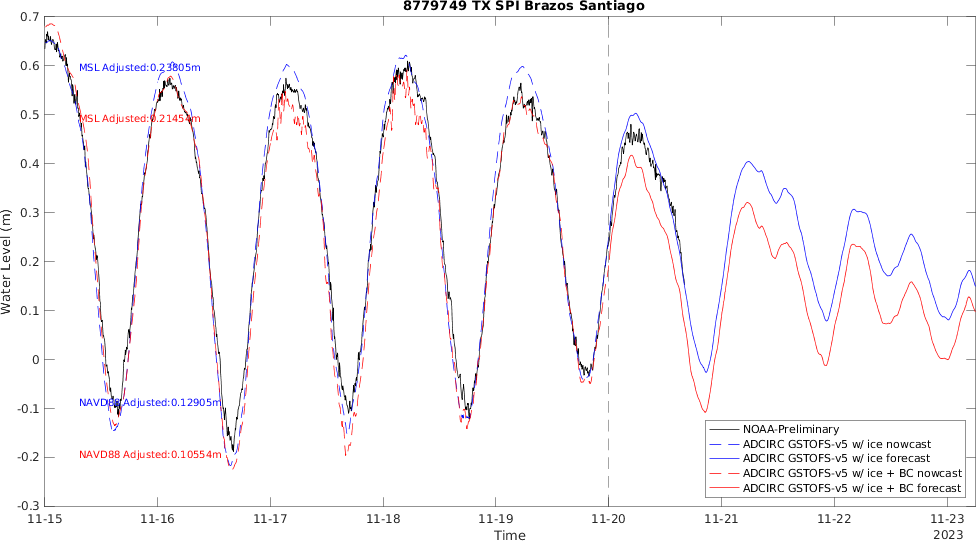 8779749 TX SPI Brazos Santiago
0.7
0.6
0.5
0.4
0.3
0.2
0.1
0
-0.1
-0.2
-0.3
Water Level (m)
MSL Adjusted:0.23805m
MSL Adjusted:0.21454m
NAVD88 Adjusted:0.12905m
NAVD88 Adjusted:0.10554m
NOAA-Preliminary
ADCIRC GSTOFS-v5 w/ ice nowcast
ADCIRC GSTOFS-v5 w/ ice forecast
ADCIRC GSTOFS-v5 w/ ice + BC nowcast
ADCIRC GSTOFS-v5 w/ ice + BC forecast
11-15 11-16 11-17 11-18 11-19 11-20 11-21 11-22 11-23
2023
Time